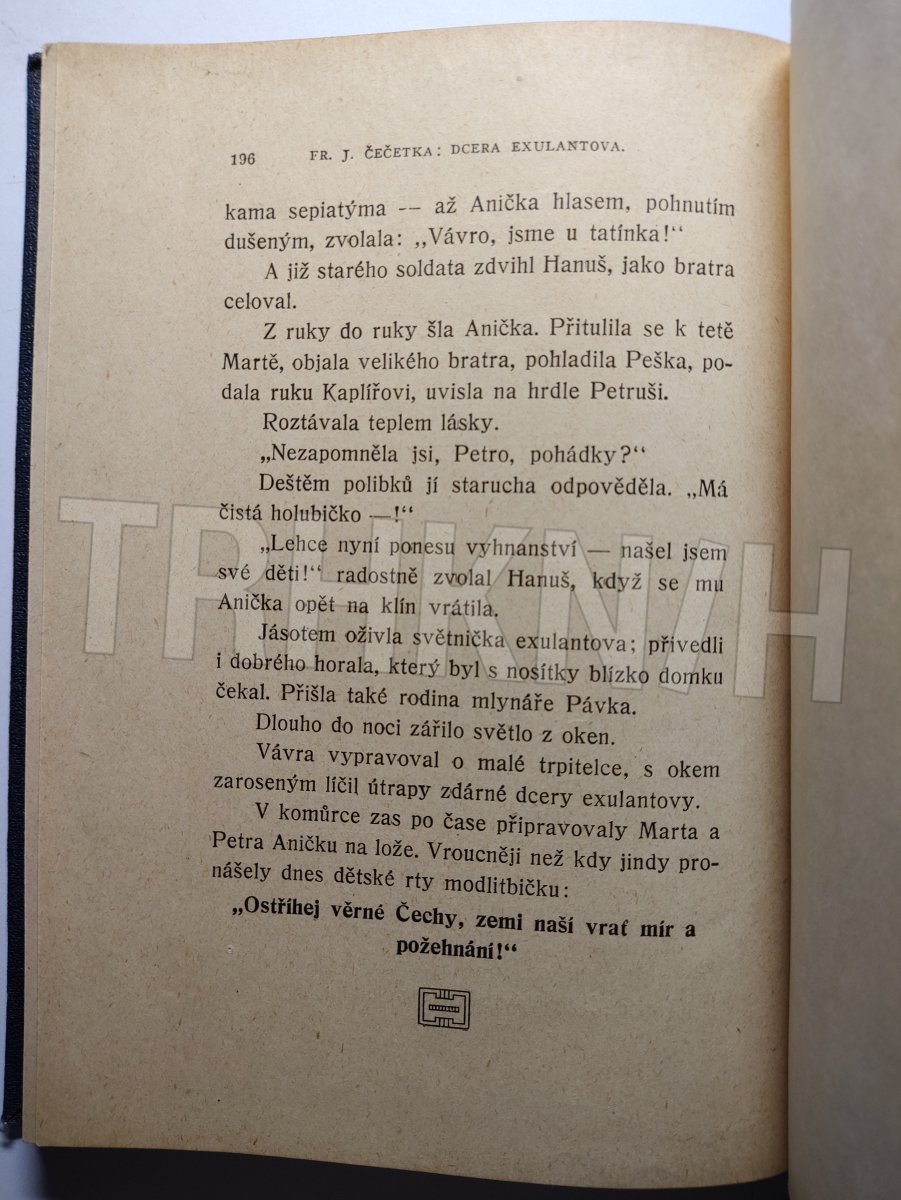 196 FR. J. ČEČETKA: DCERA EXULANTOVA.
kama sepiatýma — až Anička hlasem, pohnutím
dušeným, zvolala: „Vávro, jsme u tatínka!“
A již starého soldata zdvihl Hanuš, jako bratra
celoval.
Z ruky do ruky šla Anička. Přitulila se k tetě
Martě, objala velikého bratra, pohladila Peška, po-
dala ruku Kaplířovi, uvisla na hrdle Petruši.
Roztávala teplem lásky.
„Nezapomněla jsi, Petro, pohádky?“
Deštěm polibků jí starucha odpověděla. „Má
čistá holubičko —!“
„Lehce nyní ponesu vyhnanství — našel jsem
své děti!“ radostně zvolal Hanuš, když se mu
Anička opět na klín vrátila.
Jásotem oživla světnička exulantova; přivedli
i dobrého horala, který byl s nosítky blízko domku
čekal. Přišla také rodina mlynáře Pávka.
Dlouho do noci zářilo světlo z oken.
Vávra vypravoval o malé trpitelce, s okem
zaroseným líčil útrapy zdárné dcery exulantovy.
V komůrce zas po čase připravovaly Marta a
Petra Aničku na lože. Vroucněji než kdy jindy pro-
nášely dnes dětské rty modlitbičku:
„Ostříhej věrné Čechy, zemi naší vrať mír a
požehnání!“
TRHKNIH